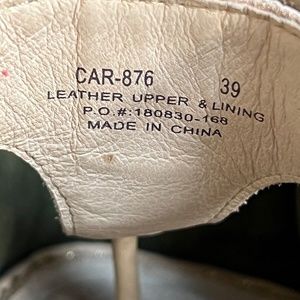 CAR-876 39
LEATHER UPPER & LINING
P.O.#:180830-168
MADE IN CHINA